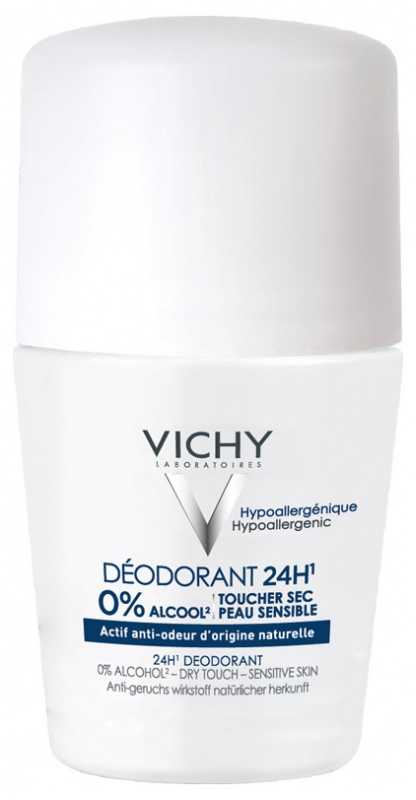 VICHY
LABORATOIRES
Hypoallergénique
Hypoallergenic
DÉODORANT 24H¹
0% ALCOOL² TOUCHER SEC
PEAU SENSIBLE
Actif anti-odeur d'origine naturelle
24H¹ DEODORANT
0% ALCOHOL² – DRY TOUCH – SENSITIVE SKIN
Anti-geruchs wirkstoff natürlicher herkunft